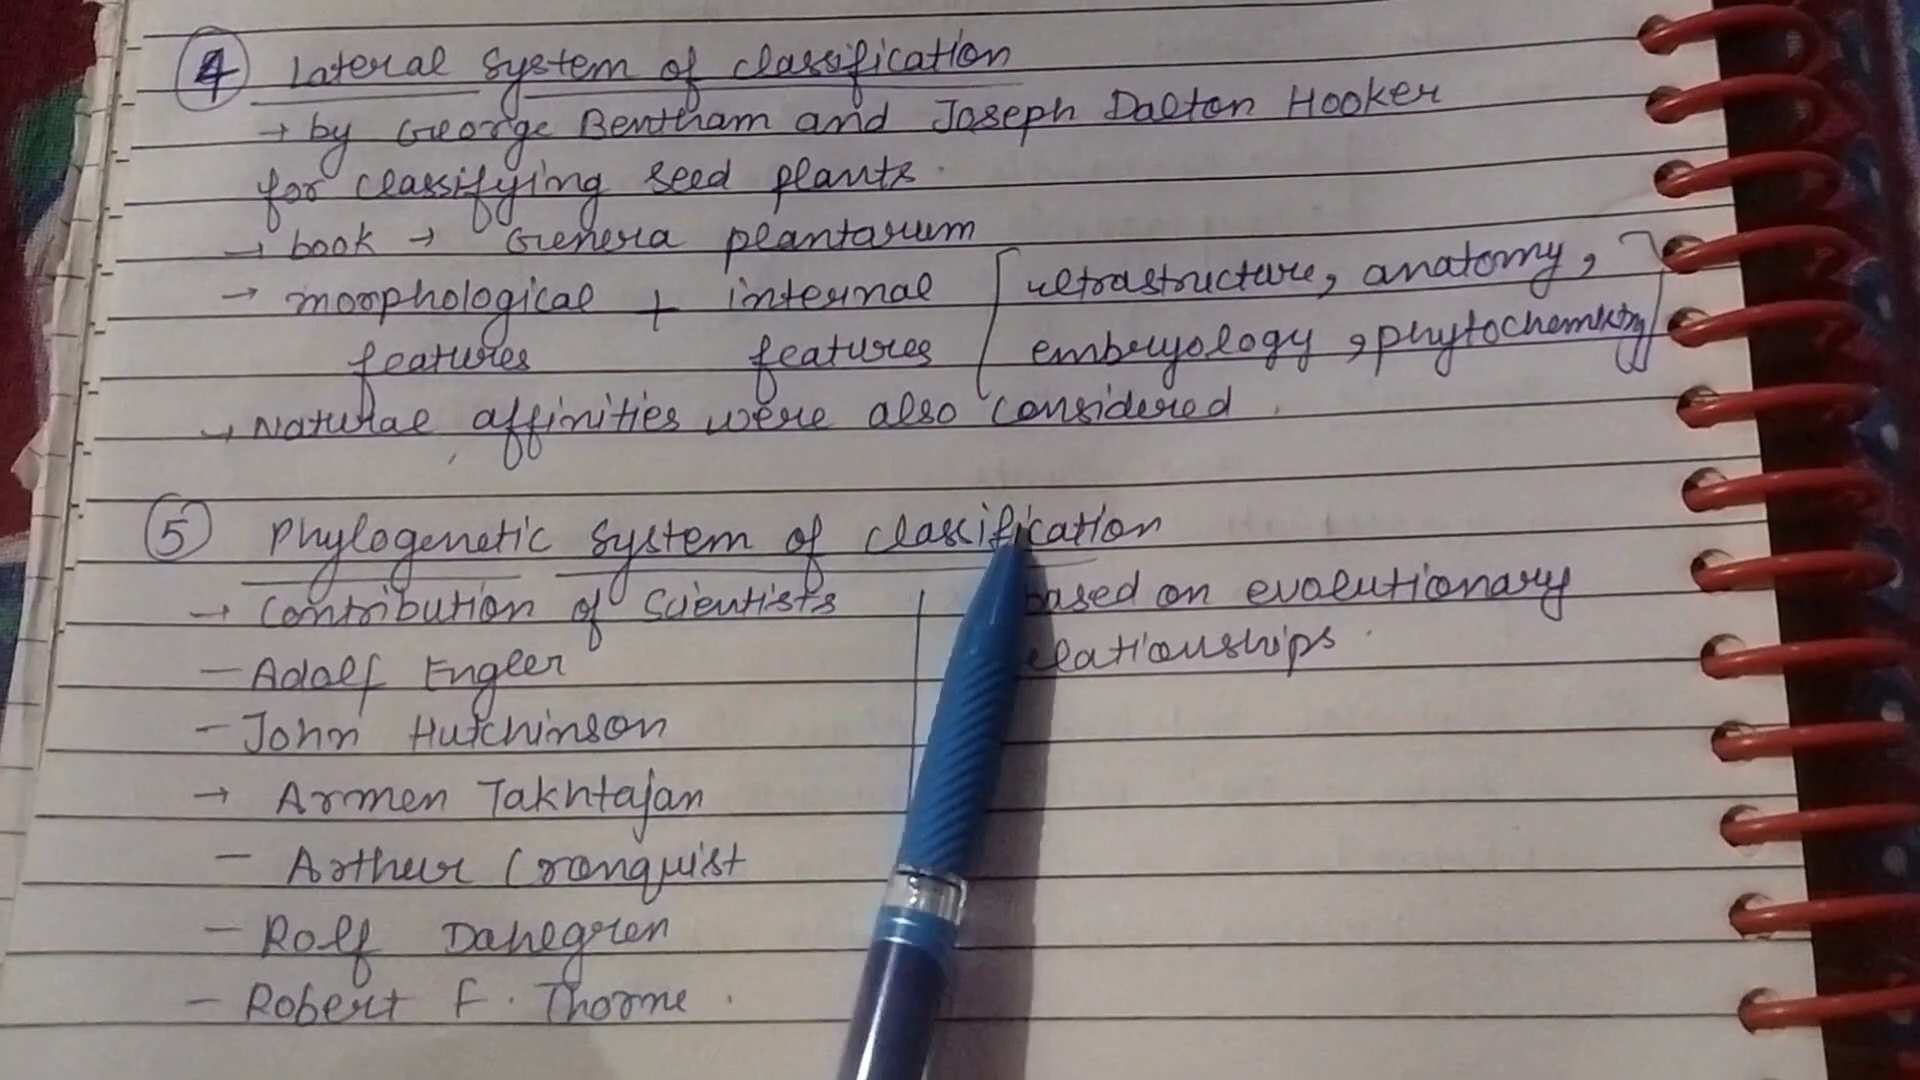 4 Lateral System of classification
→ by George Bentham and Joseph Dalton Hooker
for classifying seed plants.
→ book → Genera plantarum
→ morphological + internal [ultrastructure, anatomy,
features features embryology, phytochemistry]
→ Natural affinities were also considered.
5 Phylogenetic System of classification
→ Contribution of Scientists
based on evolutionary
elationships.
- Adolf Engler
- John Hutchinson
→ Armen Takhtajan
- Arthur Cronquist
- Rolf Dahlgren
- Robert F. Thorne.